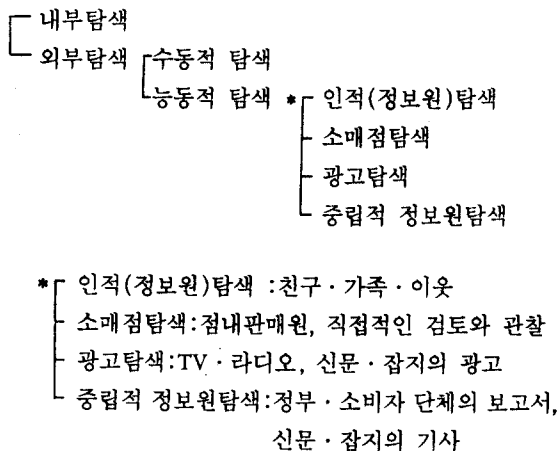 내부탐색
외부탐색 수동적 탐색
능동적 탐색 * 인적(정보원)탐색
소매점탐색
광고탐색
중립적 정보원탐색
* 인적(정보원)탐색 :친구·가족·이웃
소매점탐색:점내판매원, 직접적인 검토와 관찰
광고탐색:TV·라디오, 신문·잡지의 광고
중립적 정보원탐색:정부·소비자 단체의 보고서,
신문·잡지의 기사